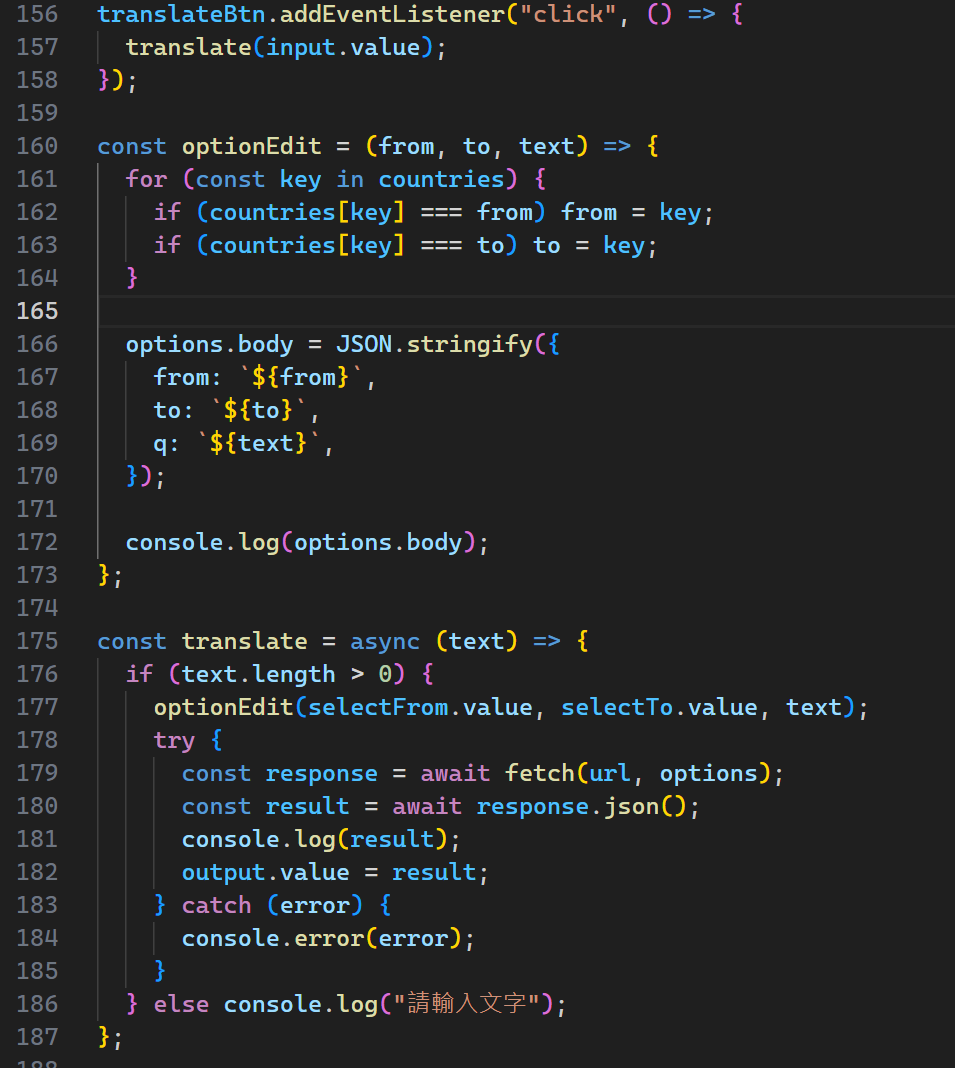 156 translateBtn.addEventListener("click", () => {
157   translate(input.value);
158 });
159
160 const optionEdit = (from, to, text) => {
161   for (const key in countries) {
162     if (countries[key] === from) from = key;
163     if (countries[key] === to) to = key;
164   }
165
166   options.body = JSON.stringify({
167     from: `${from}`,
168     to: `${to}`,
169     q: `${text}`,
170   });
171
172   console.log(options.body);
173 };
174
175 const translate = async (text) => {
176   if (text.length > 0) {
177     optionEdit(selectFrom.value, selectTo.value, text);
178     try {
179       const response = await fetch(url, options);
180       const result = await response.json();
181       console.log(result);
182       output.value = result;
183     } catch (error) {
184       console.error(error);
185     }
186   } else console.log("請輸入文字");
187 };
188